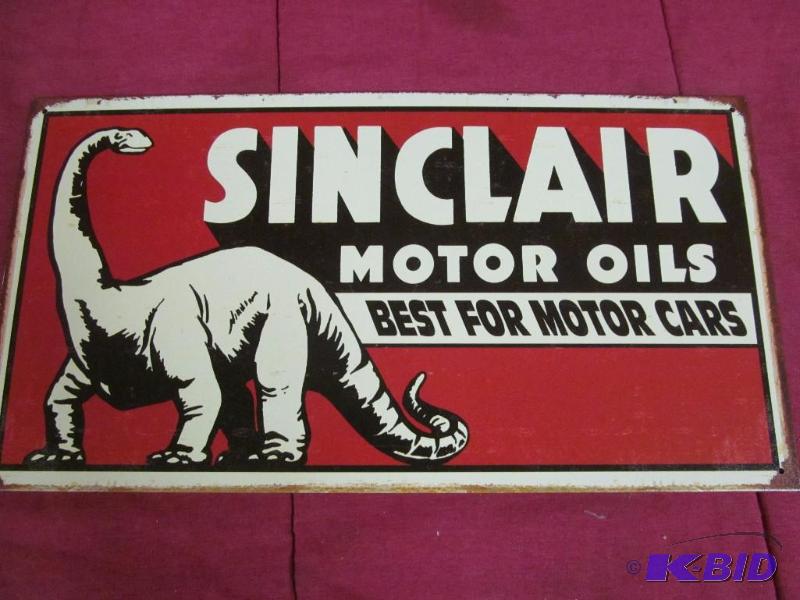 SINCLAIR
MOTOR OILS
BEST FOR MOTOR CARS
© K-BID